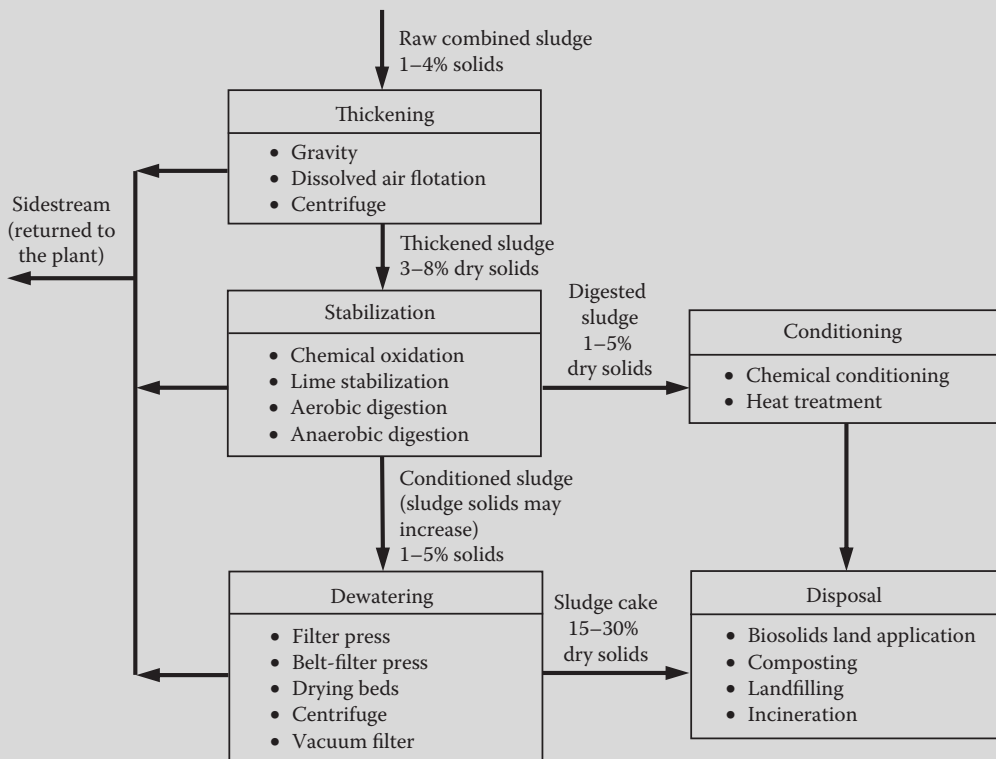 Raw combined sludge
1–4% solids
Thickening
• Gravity
• Dissolved air flotation
• Centrifuge
Sidestream
(returned to
the plant)
Thickened sludge
3–8% dry solids
Stabilization
• Chemical oxidation
• Lime stabilization
• Aerobic digestion
• Anaerobic digestion
Digested
sludge
1–5%
dry solids
Conditioning
• Chemical conditioning
• Heat treatment
Conditioned sludge
(sludge solids may
increase)
1–5% solids
Dewatering
• Filter press
• Belt-filter press
• Drying beds
• Centrifuge
• Vacuum filter
Sludge cake
15–30%
dry solids
Disposal
• Biosolids land application
• Composting
• Landfilling
• Incineration